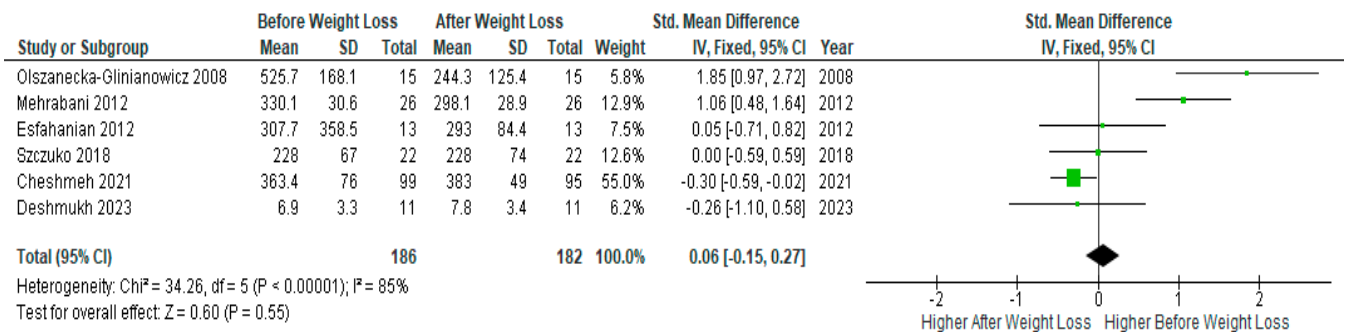 Before Weight Loss After Weight Loss Std. Mean Difference Std. Mean Difference
Study or Subgroup Mean SD Total Mean SD Total Weight IV, Fixed, 95% CI Year IV, Fixed, 95% CI
Olszanecka-Glinianowicz 2008 525.7 168.1 15 244.3 125.4 15 5.8% 1.85 [0.97, 2.72] 2008
Mehrabani 2012 330.1 30.6 26 298.1 28.9 26 12.9% 1.06 [0.48, 1.64] 2012
Esfahanian 2012 307.7 358.5 13 293 84.4 13 7.5% 0.05 [-0.71, 0.82] 2012
Szczuko 2018 228 67 22 228 74 22 12.6% 0.00 [-0.59, 0.59] 2018
Cheshmeh 2021 363.4 76 99 383 49 95 55.0% -0.30 [-0.59, -0.02] 2021
Deshmukh 2023 6.9 3.3 11 7.8 3.4 11 6.2% -0.26 [-1.10, 0.58] 2023
Total (95% CI) 186 182 100.0% 0.06 [-0.15, 0.27]
Heterogeneity: Chi² = 34.26, df = 5 (P < 0.00001); I² = 85%
Test for overall effect: Z = 0.60 (P = 0.55)
-2 -1 0 1 2
Higher After Weight Loss Higher Before Weight Loss